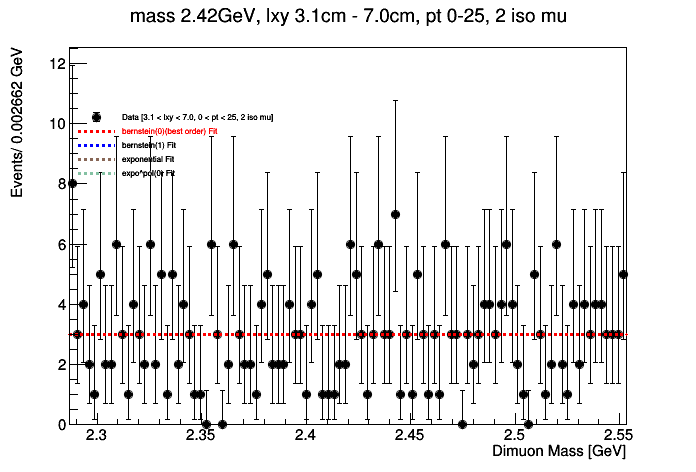 mass 2.42GeV, lxy 3.1cm - 7.0cm, pt 0-25, 2 iso mu
Events/ 0.002662 GeV
12
10
8
6
4
2
0
Data [3.1 < lxy < 7.0, 0 < pt < 25, 2 iso mu]
bernstein(0)(best order) Fit
bernstein(1) Fit
exponential Fit
expo*pol(0) Fit
2.3 2.35 2.4 2.45 2.5 2.55
Dimuon Mass [GeV]